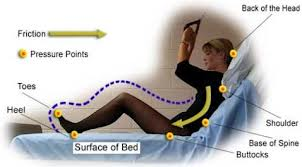 Back of the Head
Friction
Pressure Points
Toes
Heel
Shoulder
Base of Spine
Surface of Bed
Buttocks